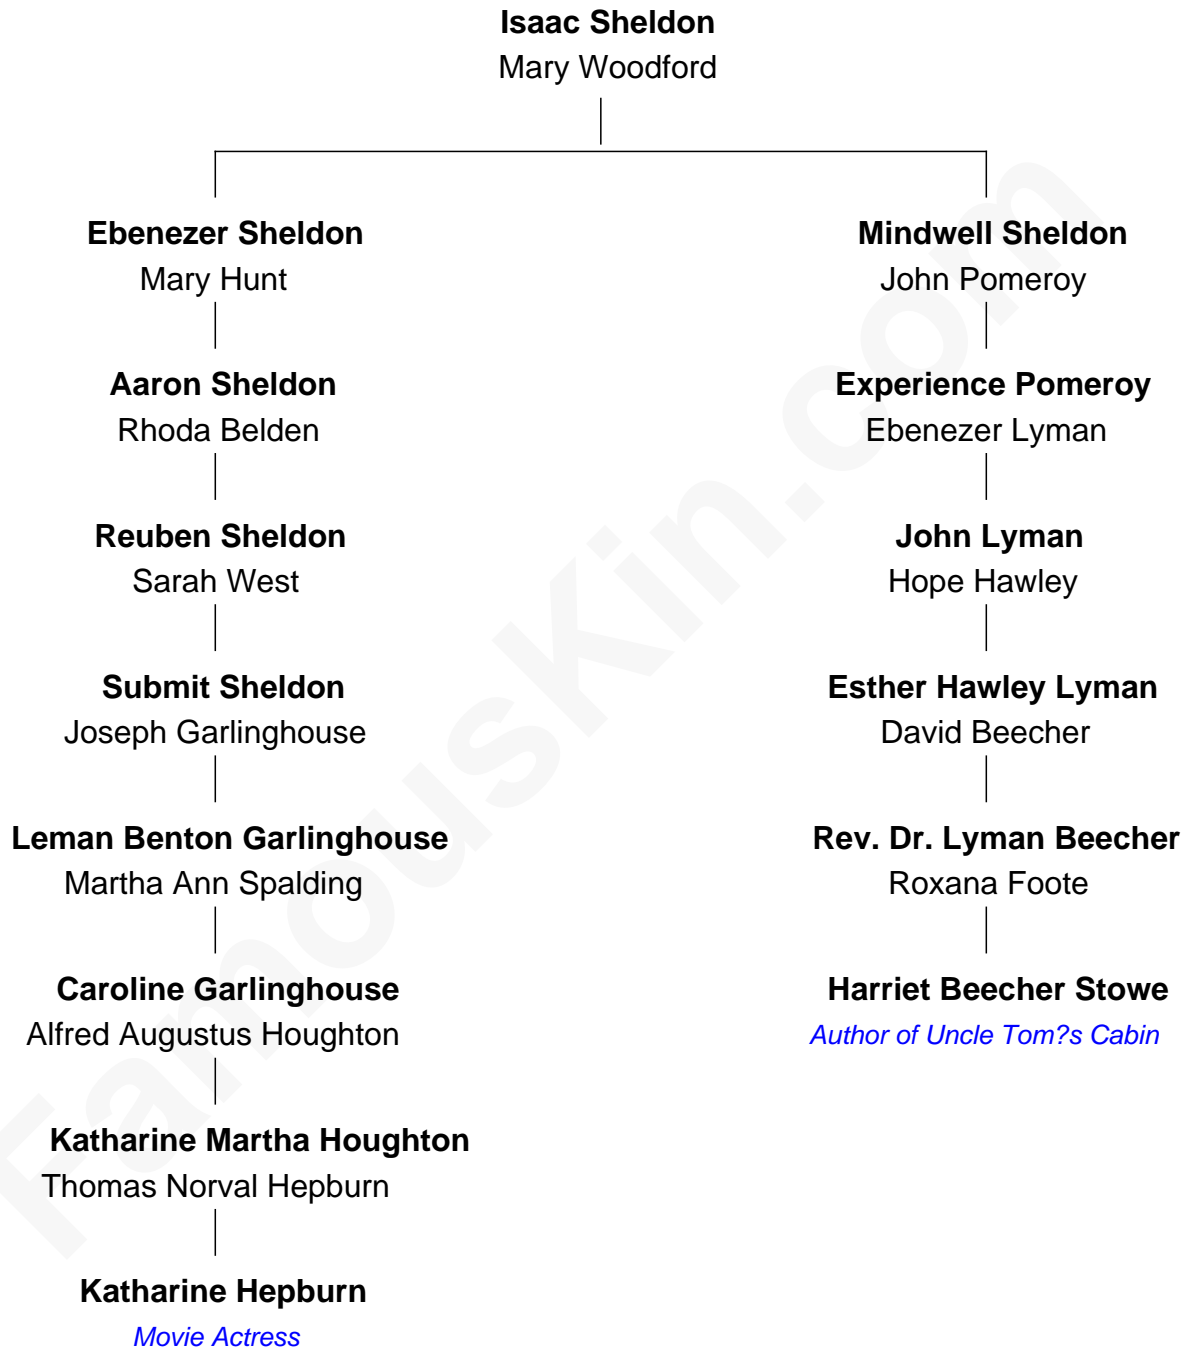 Isaac Sheldon
Mary Woodford
Ebenezer Sheldon
Mary Hunt
Aaron Sheldon
Rhoda Belden
Reuben Sheldon
Sarah West
Submit Sheldon
Joseph Garlinghouse
Leman Benton Garlinghouse
Martha Ann Spalding
Caroline Garlinghouse
Alfred Augustus Houghton
Katharine Martha Houghton
Thomas Norval Hepburn
Katharine Hepburn
Movie Actress
Mindwell Sheldon
John Pomeroy
Experience Pomeroy
Ebenezer Lyman
John Lyman
Hope Hawley
Esther Hawley Lyman
David Beecher
Rev. Dr. Lyman Beecher
Roxana Foote
Harriet Beecher Stowe
Author of Uncle Tom?s Cabin
FamousKin.com